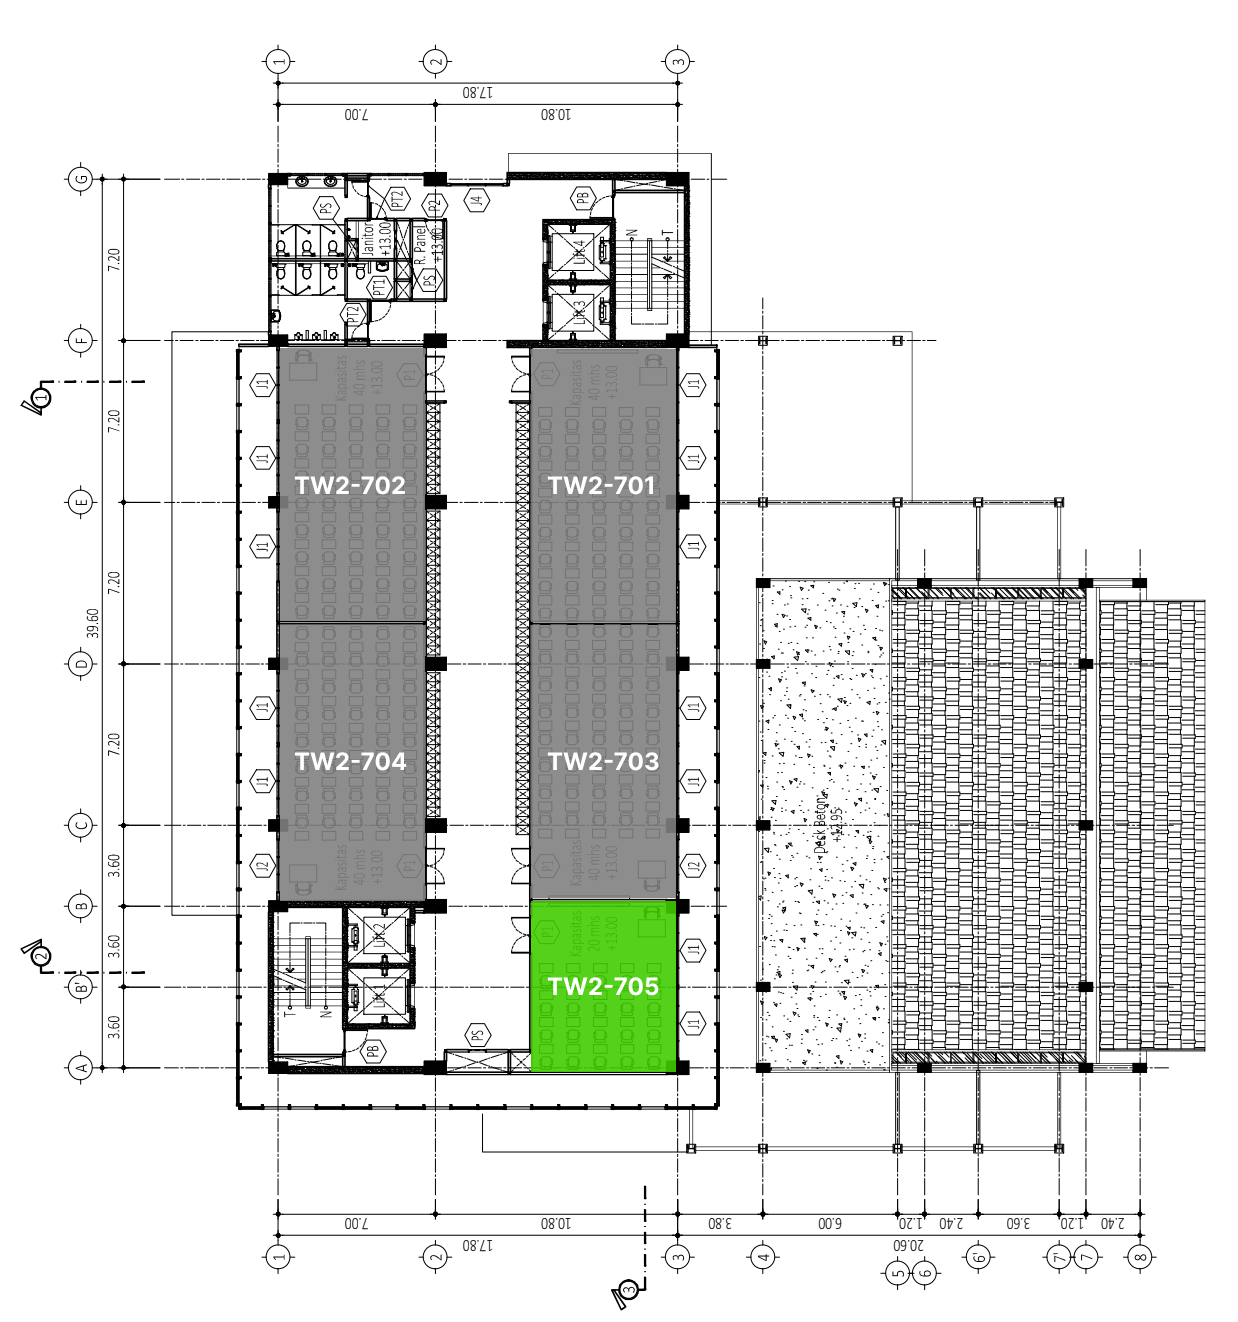 1
2
3
17.80
7.00
10.80
G
PS
PT2
P2
J4
PB
Janitor
+13.00
R. Panel
+13.00
Lift 4
N
T
7.20
PT1
PS
PT2
Lift 3
F
1
J1
Kapasitas
40 mhs
+13.00
P1
P1
Kapasitas
40 mhs
+13.00
J1
7.20
J1
J1
TW2-702
TW2-701
E
J1
J1
7.20
39.60
D
J1
J1
7.20
TW2-704
TW2-703
J1
J1
C
Deck Beton
+12.95
3.60
J2
Kapasitas
40 mhs
+13.00
P1
P1
Kapasitas
40 mhs
+13.00
J2
B
2
3.60
Lift 2
P1
Kapasitas
20 mhs
+13.00
J1
B'
TW2-705
T
N
Lift 1
3.60
PB
PS
J1
A
7.00
10.80
3.80
6.00
1.20
2.40
3.60
1.20
2.40
17.80
20.60
1
2
3
4
5
6
6'
7'
7
8
3